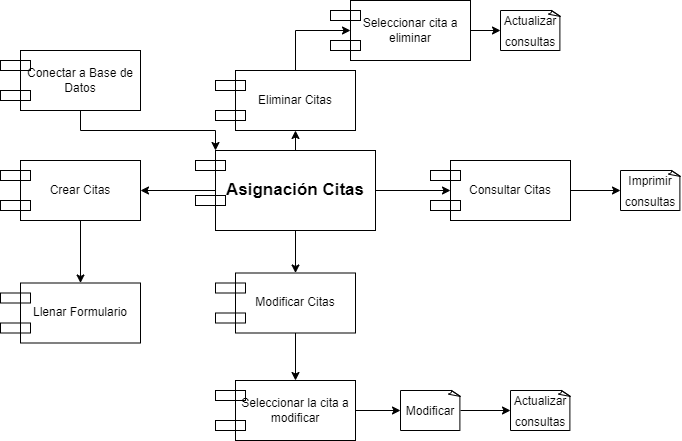 Seleccionar cita a
eliminar
Actualizar
consultas
Conectar a Base de
Datos
Eliminar Citas
Crear Citas
Asignación Citas
Consultar Citas
Imprimir
consultas
Llenar Formulario
Modificar Citas
Seleccionar la cita a
modificar
Modificar
Actualizar
consultas